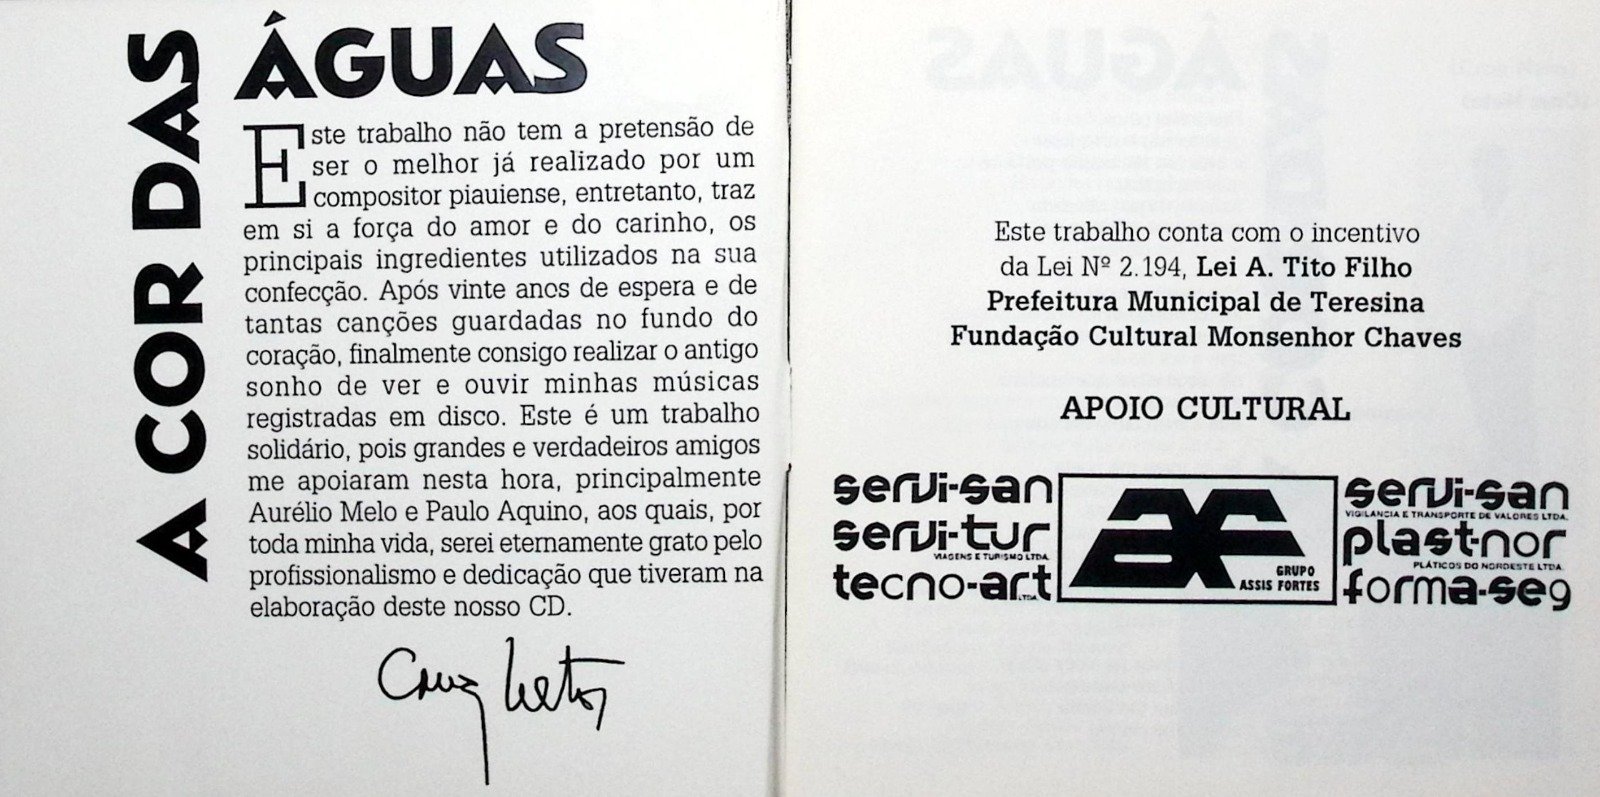 A COR DAS
ÁGUAS
Este trabalho não tem a pretensão de
ser o melhor já realizado por um
compositor piauiense, entretanto, traz
em si a força do amor e do carinho, os
principais ingredientes utilizados na sua
confecção. Após vinte anos de espera e de
tantas canções guardadas no fundo do
coração, finalmente consigo realizar o antigo
sonho de ver e ouvir minhas músicas
registradas em disco. Este é um trabalho
solidário, pois grandes e verdadeiros amigos
me apoiaram nesta hora, principalmente
Aurélio Melo e Paulo Aquino, aos quais, por
toda minha vida, serei eternamente grato pelo
profissionalismo e dedicação que tiveram na
elaboração deste nosso CD.
Cruz Neto
Este trabalho conta com o incentivo
da Lei Nº 2.194, Lei A. Tito Filho
Prefeitura Municipal de Teresina
Fundação Cultural Monsenhor Chaves
APOIO CULTURAL
servi-san
servi-tur
VIAGENS E TURISMO LTDA.
tecno-art
LTDA.
AF
GRUPO
ASSIS FORTES
servi-san
VIGILANCIA E TRANSPORTE DE VALORES LTDA.
plast-nor
PLÁTICOS DO NORDESTE LTDA.
forma-seg